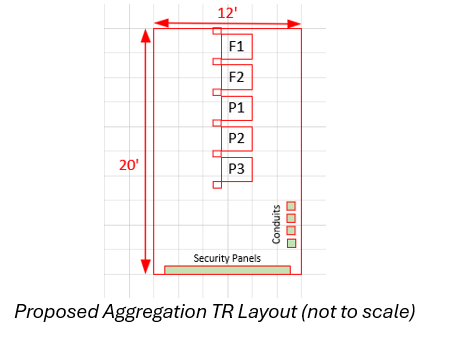 12'
F1
F2
P1
P2
P3
20'
Conduits
Security Panels
Proposed Aggregation TR Layout (not to scale)